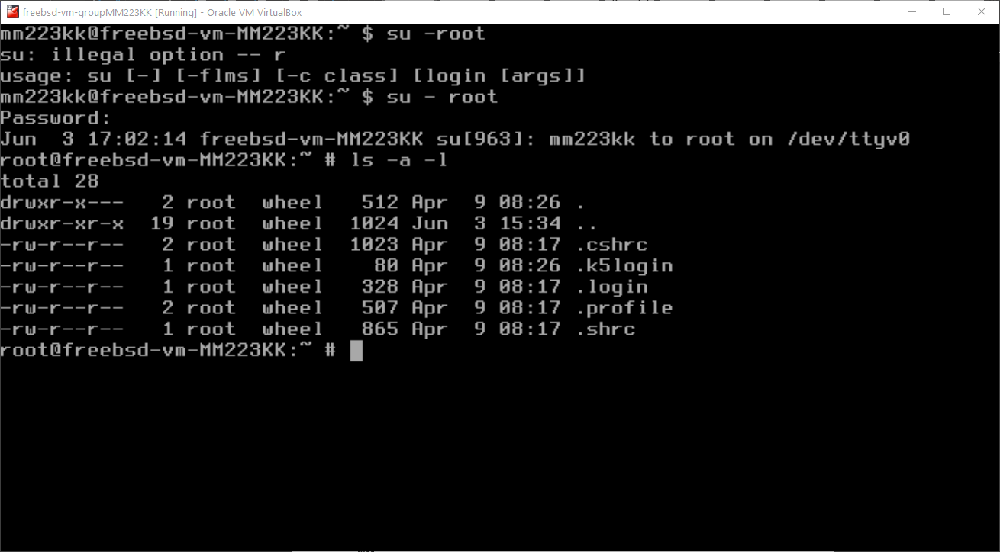 freebsd-vm-groupMM223KK [Running] - Oracle VM VirtualBox
mm223kk@freebsd-vm-MM223KK:~ $ su -root
su: illegal option -- r
usage: su [-] [-flms] [-c class] [login [args]]
mm223kk@freebsd-vm-MM223KK:~ $ su - root
Password:
Jun  3 17:02:14 freebsd-vm-MM223KK su[963]: mm223kk to root on /dev/ttyv0
root@freebsd-vm-MM223KK:~ # ls -a -l
total 28
drwxr-x---   2 root  wheel   512 Apr  9 08:26 .
drwxr-xr-x  19 root  wheel  1024 Jun  3 15:34 ..
-rw-r--r--   2 root  wheel  1023 Apr  9 08:17 .cshrc
-rw-r--r--   1 root  wheel    80 Apr  9 08:26 .k5login
-rw-r--r--   1 root  wheel   328 Apr  9 08:17 .login
-rw-r--r--   2 root  wheel   507 Apr  9 08:17 .profile
-rw-r--r--   1 root  wheel   865 Apr  9 08:17 .shrc
root@freebsd-vm-MM223KK:~ #